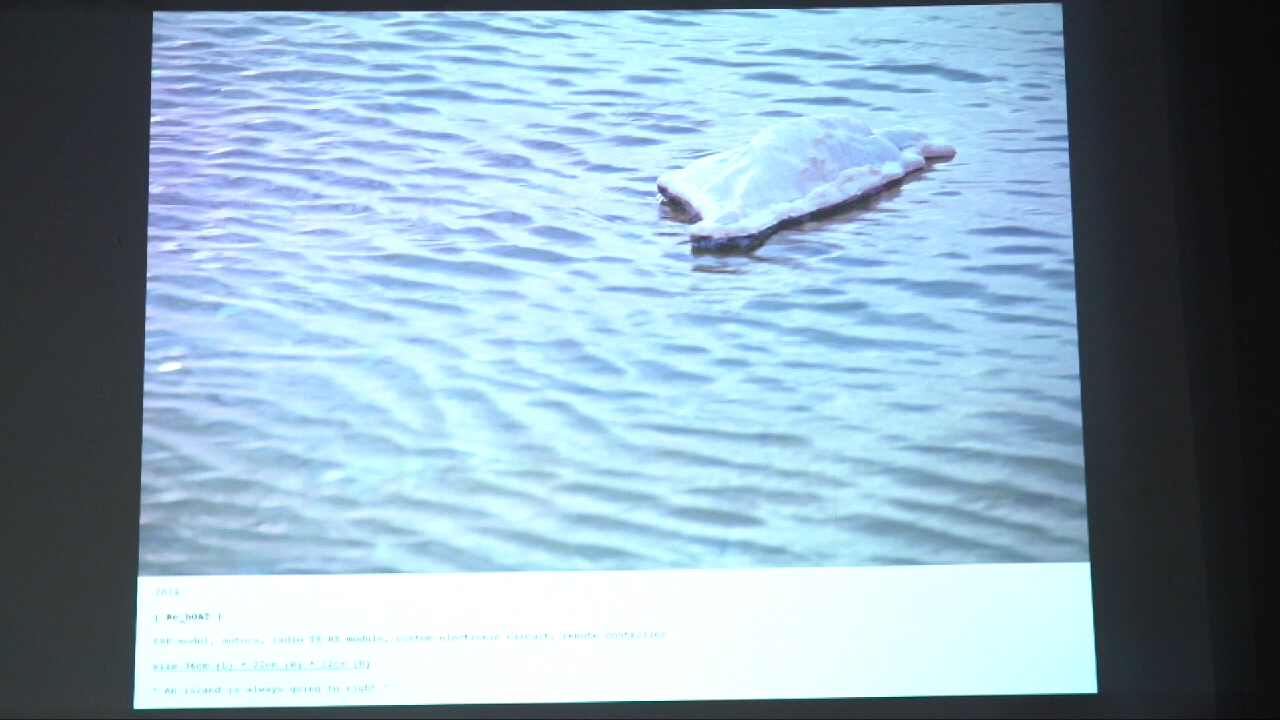 2014
| Rc_bOAT |
FRP model, motors, radio TX RX module, custom electronic circuit, remote controller
size 36cm (L) * 22cm (W) * 12cm (H)
" An island is always going to right "